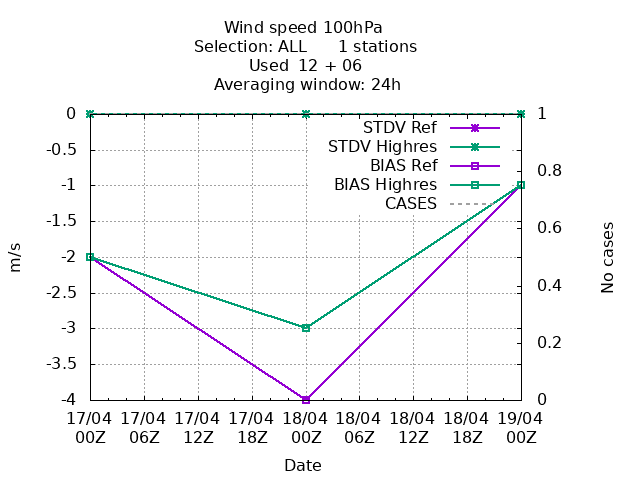 Wind speed 100hPa
Selection: ALL      1 stations
Used  12 + 06
Averaging window: 24h
0
-0.5
-1
-1.5
-2
-2.5
-3
-3.5
-4
m/s
1
0.8
0.6
0.4
0.2
0
No cases
STDV Ref
STDV Highres
BIAS Ref
BIAS Highres
CASES
17/04 17/04 17/04 17/04 18/04 18/04 18/04 18/04 19/04
00Z 06Z 12Z 18Z 00Z 06Z 12Z 18Z 00Z
Date